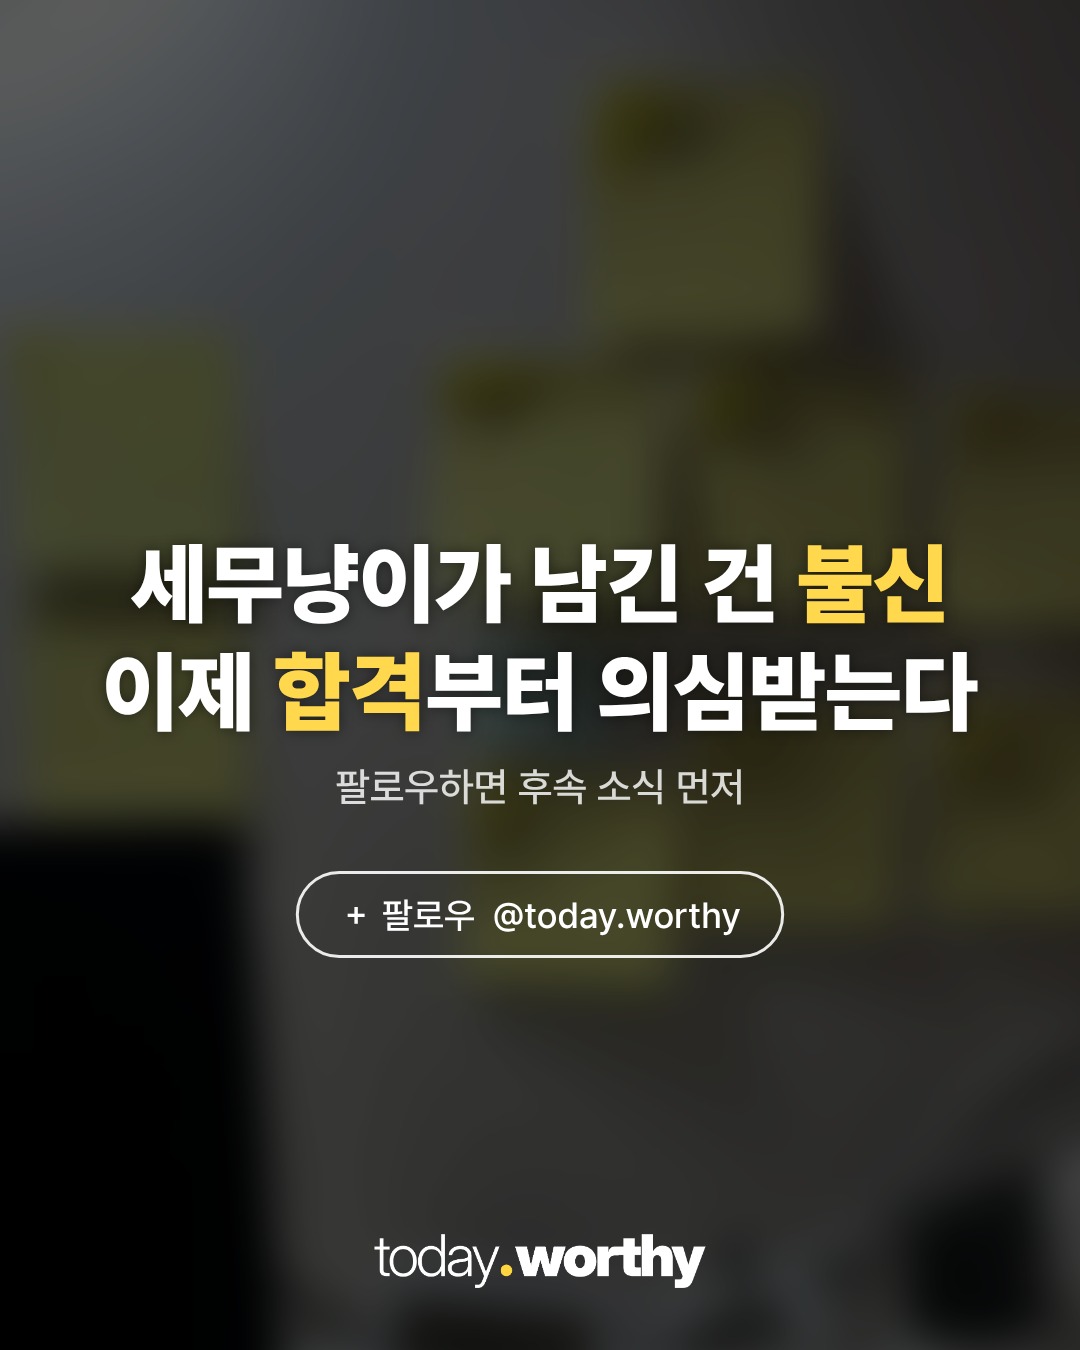 세무냥이가 남긴 건 불신
이제 합격부터 의심받는다
팔로우하면 후속 소식 먼저
+ 팔로우 @today.worthy
today.worthy